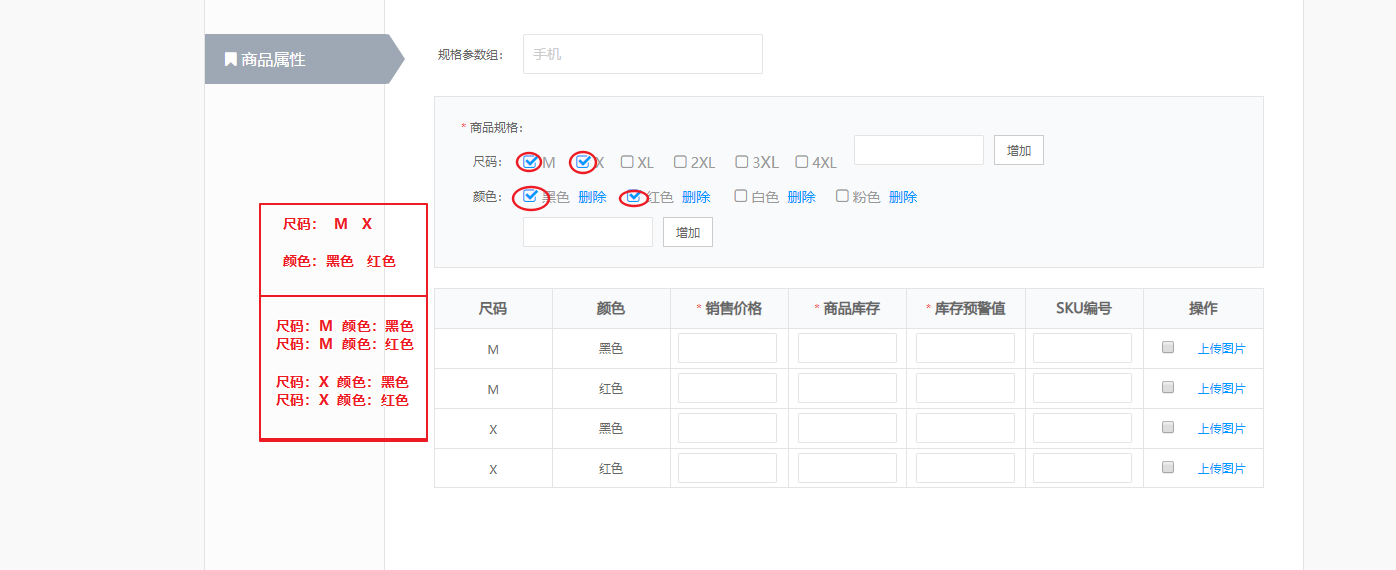 商品属性
规格参数组：
手机
* 商品规格：
尺码： M X XL 2XL 3XL 4XL 增加
颜色： 黑色 删除 红色 删除 白色 删除 粉色 删除
增加
尺码： M X
颜色：黑色 红色
尺码：M 颜色：黑色
尺码：M 颜色：红色
尺码：X 颜色：黑色
尺码：X 颜色：红色
尺码 颜色 * 销售价格 * 商品库存 * 库存预警值 SKU编号 操作
M 黑色 上传图片
M 红色 上传图片
X 黑色 上传图片
X 红色 上传图片